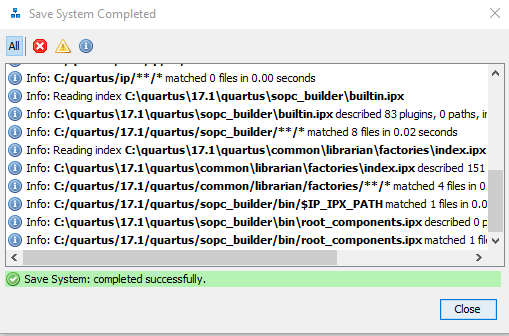 Save System Completed
All
Info: C:/quartus/ip/**/* matched 0 files in 0.00 seconds
Info: Reading index C:\quartus\17.1\quartus\sopc_builder\builtin.ipx
Info: C:\quartus\17.1\quartus\sopc_builder\builtin.ipx described 83 plugins, 0 paths, in
Info: C:/quartus/17.1/quartus/sopc_builder/**/* matched 8 files in 0.02 seconds
Info: Reading index C:\quartus\17.1\quartus\common\librarian\factories\index.ipx
Info: C:\quartus\17.1\quartus\common\librarian\factories\index.ipx described 151
Info: C:/quartus/17.1/quartus/common/librarian/factories/**/* matched 4 files in 0.
Info: C:/quartus/17.1/quartus/sopc_builder/bin/$IP_IPX_PATH matched 1 files in 0.0
Info: C:\quartus\17.1\quartus\sopc_builder\bin\root_components.ipx described 0 p
Info: C:/quartus/17.1/quartus/sopc_builder/bin/root_components.ipx matched 1 file
Save System: completed successfully.
Close